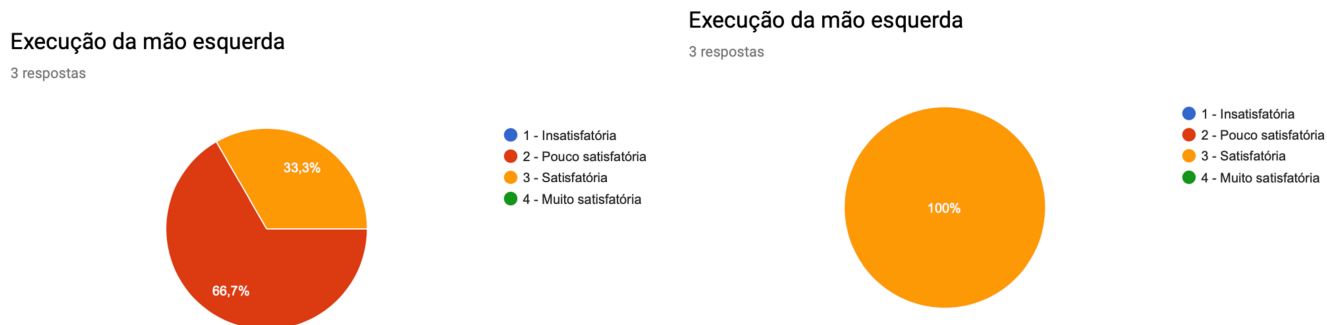 Execução da mão esquerda
3 respostas
33,3%
66,7%
1 - Insatisfatória
2 - Pouco satisfatória
3 - Satisfatória
4 - Muito satisfatória
Execução da mão esquerda
3 respostas
100%
1 - Insatisfatória
2 - Pouco satisfatória
3 - Satisfatória
4 - Muito satisfatória